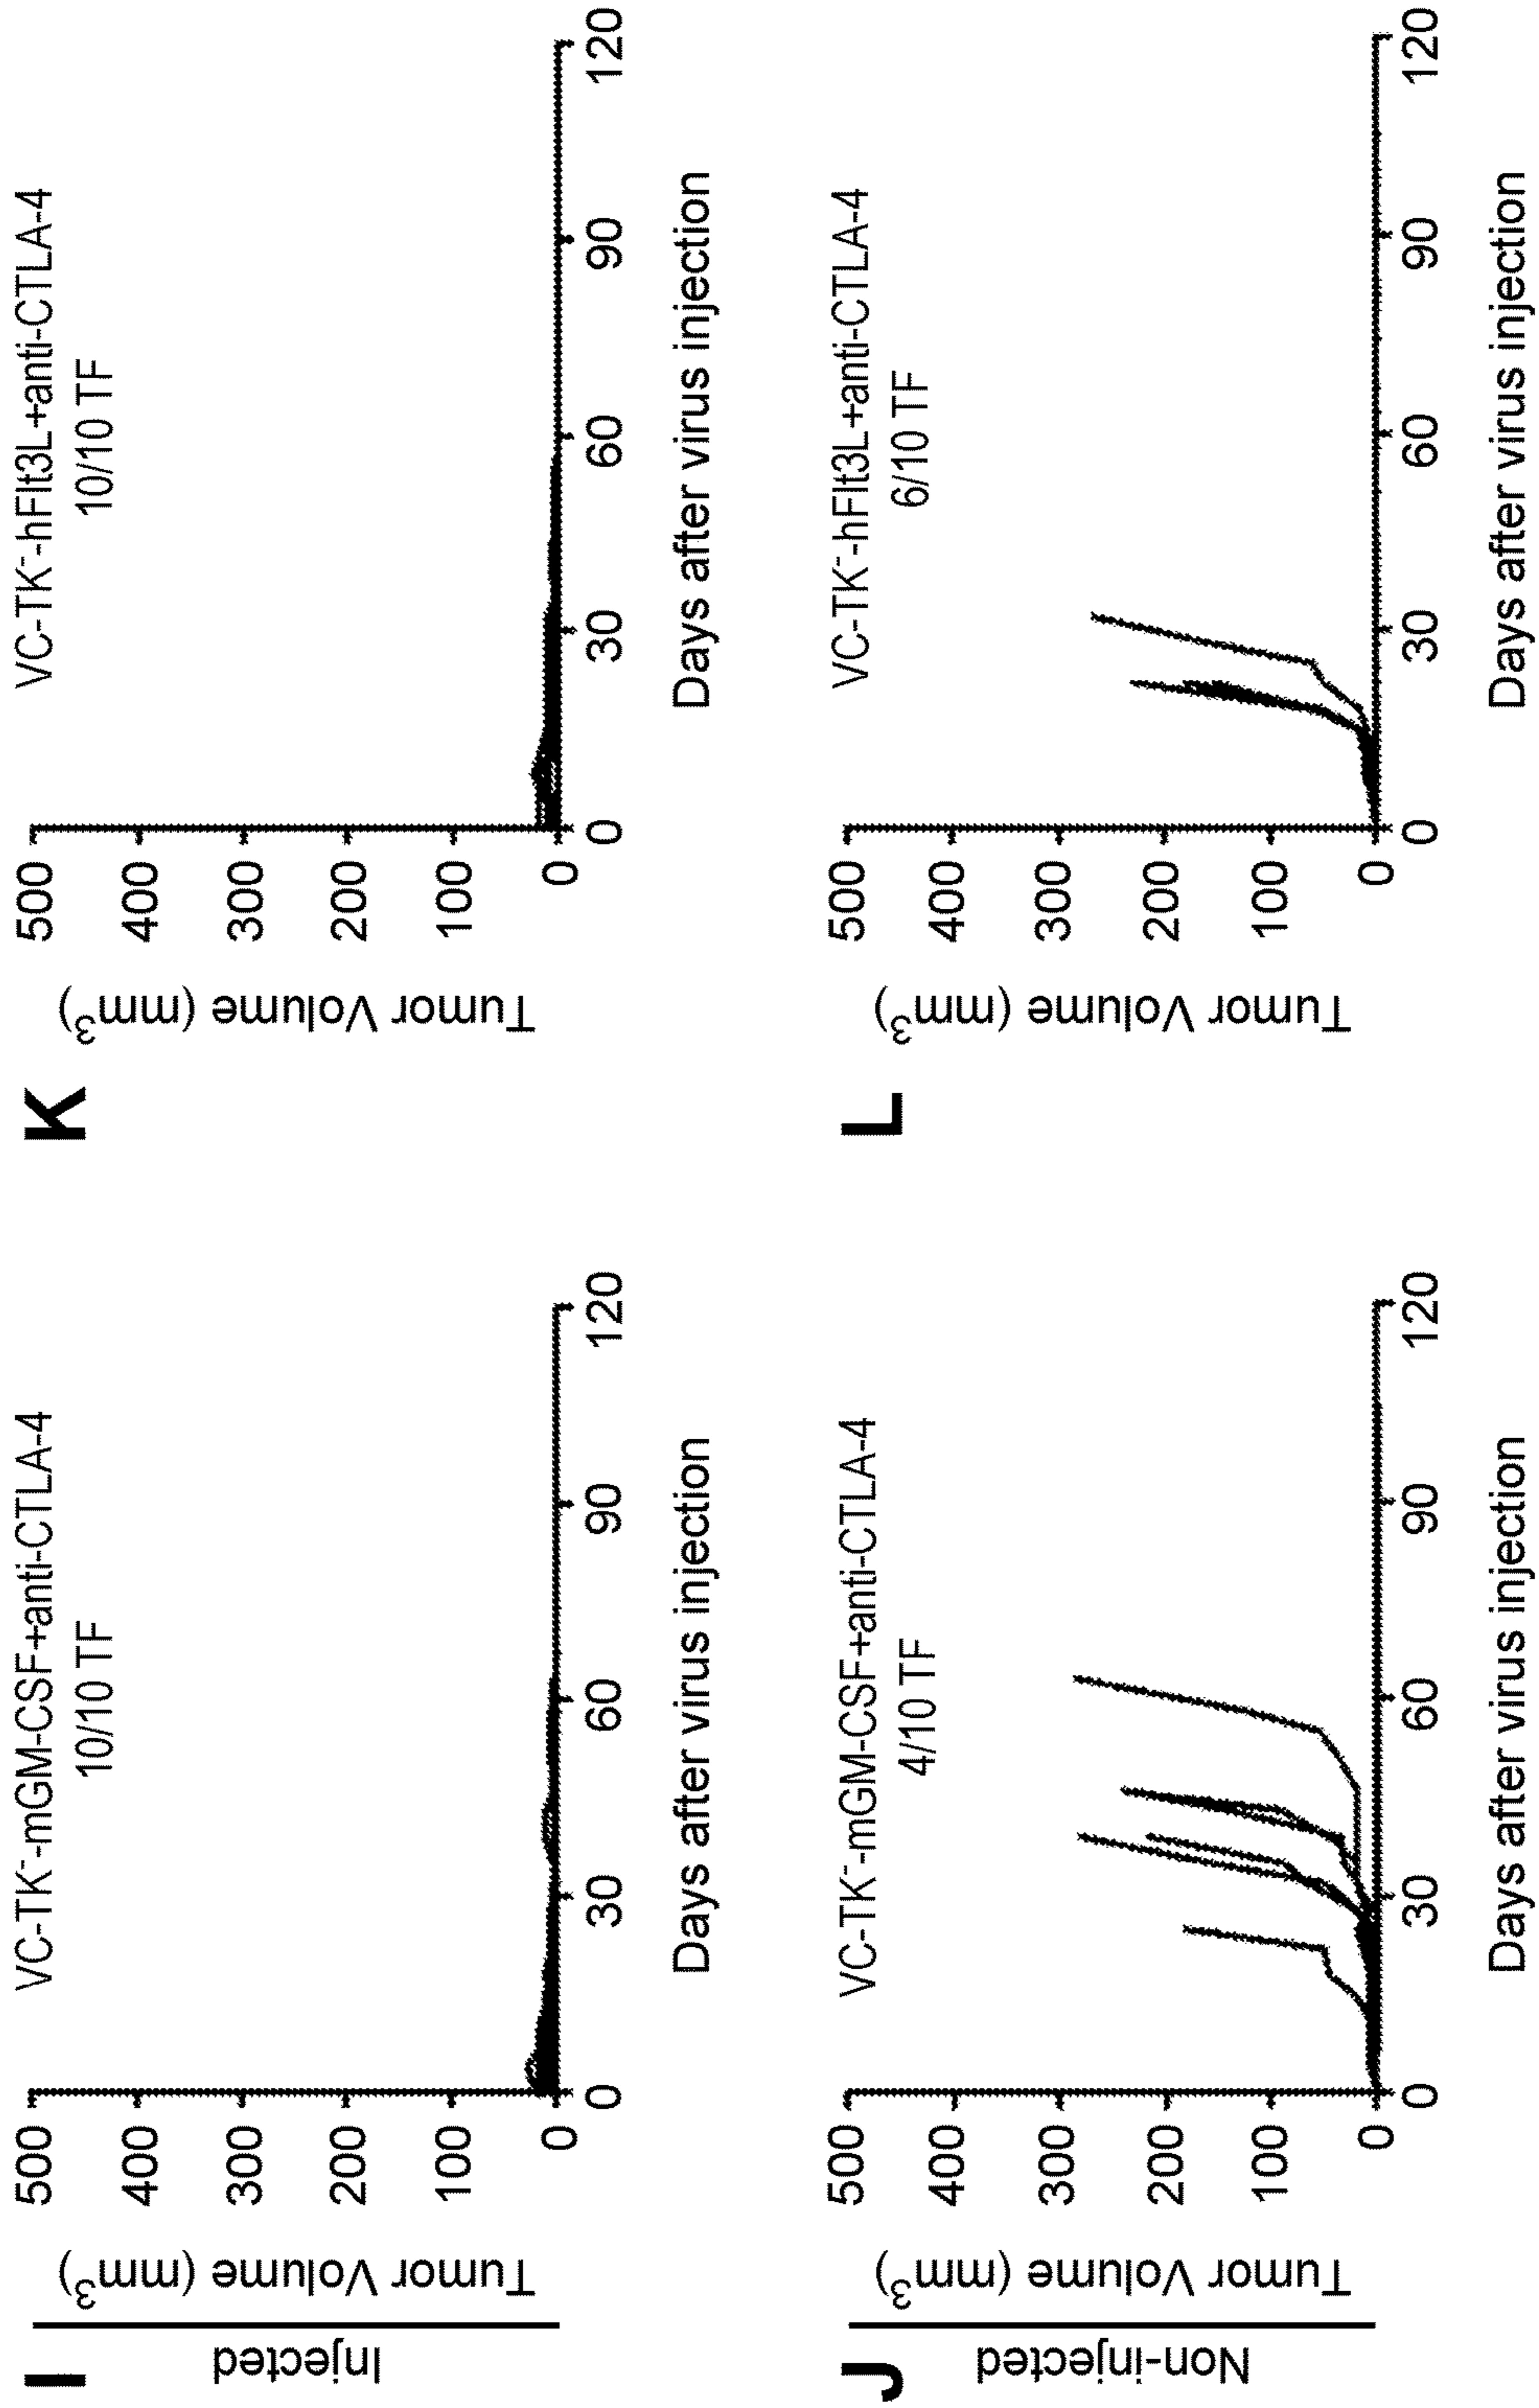 I
Injected
VC-TK⁻-mGM-CSF+anti-CTLA-4
10/10 TF
Tumor Volume (mm³)
500
400
300
200
100
0
0 30 60 90 120
Days after virus injection
K
VC-TK⁻-hFlt3L+anti-CTLA-4
10/10 TF
Tumor Volume (mm³)
500
400
300
200
100
0
0 30 60 90 120
Days after virus injection
J
Non-injected
VC-TK⁻-mGM-CSF+anti-CTLA-4
4/10 TF
Tumor Volume (mm³)
500
400
300
200
100
0
0 30 60 90 120
Days after virus injection
L
VC-TK⁻-hFlt3L+anti-CTLA-4
6/10 TF
Tumor Volume (mm³)
500
400
300
200
100
0
0 30 60 90 120
Days after virus injection